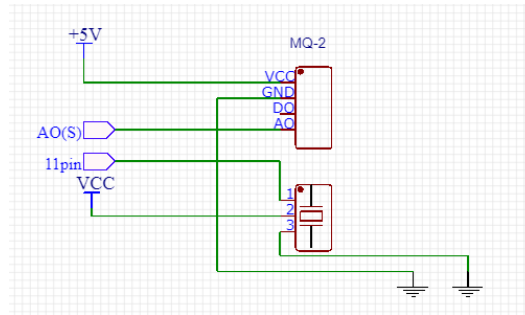 +5V
MQ-2
VCC
GND
DO
AO
AO(S)
11pin
VCC
1
2
3